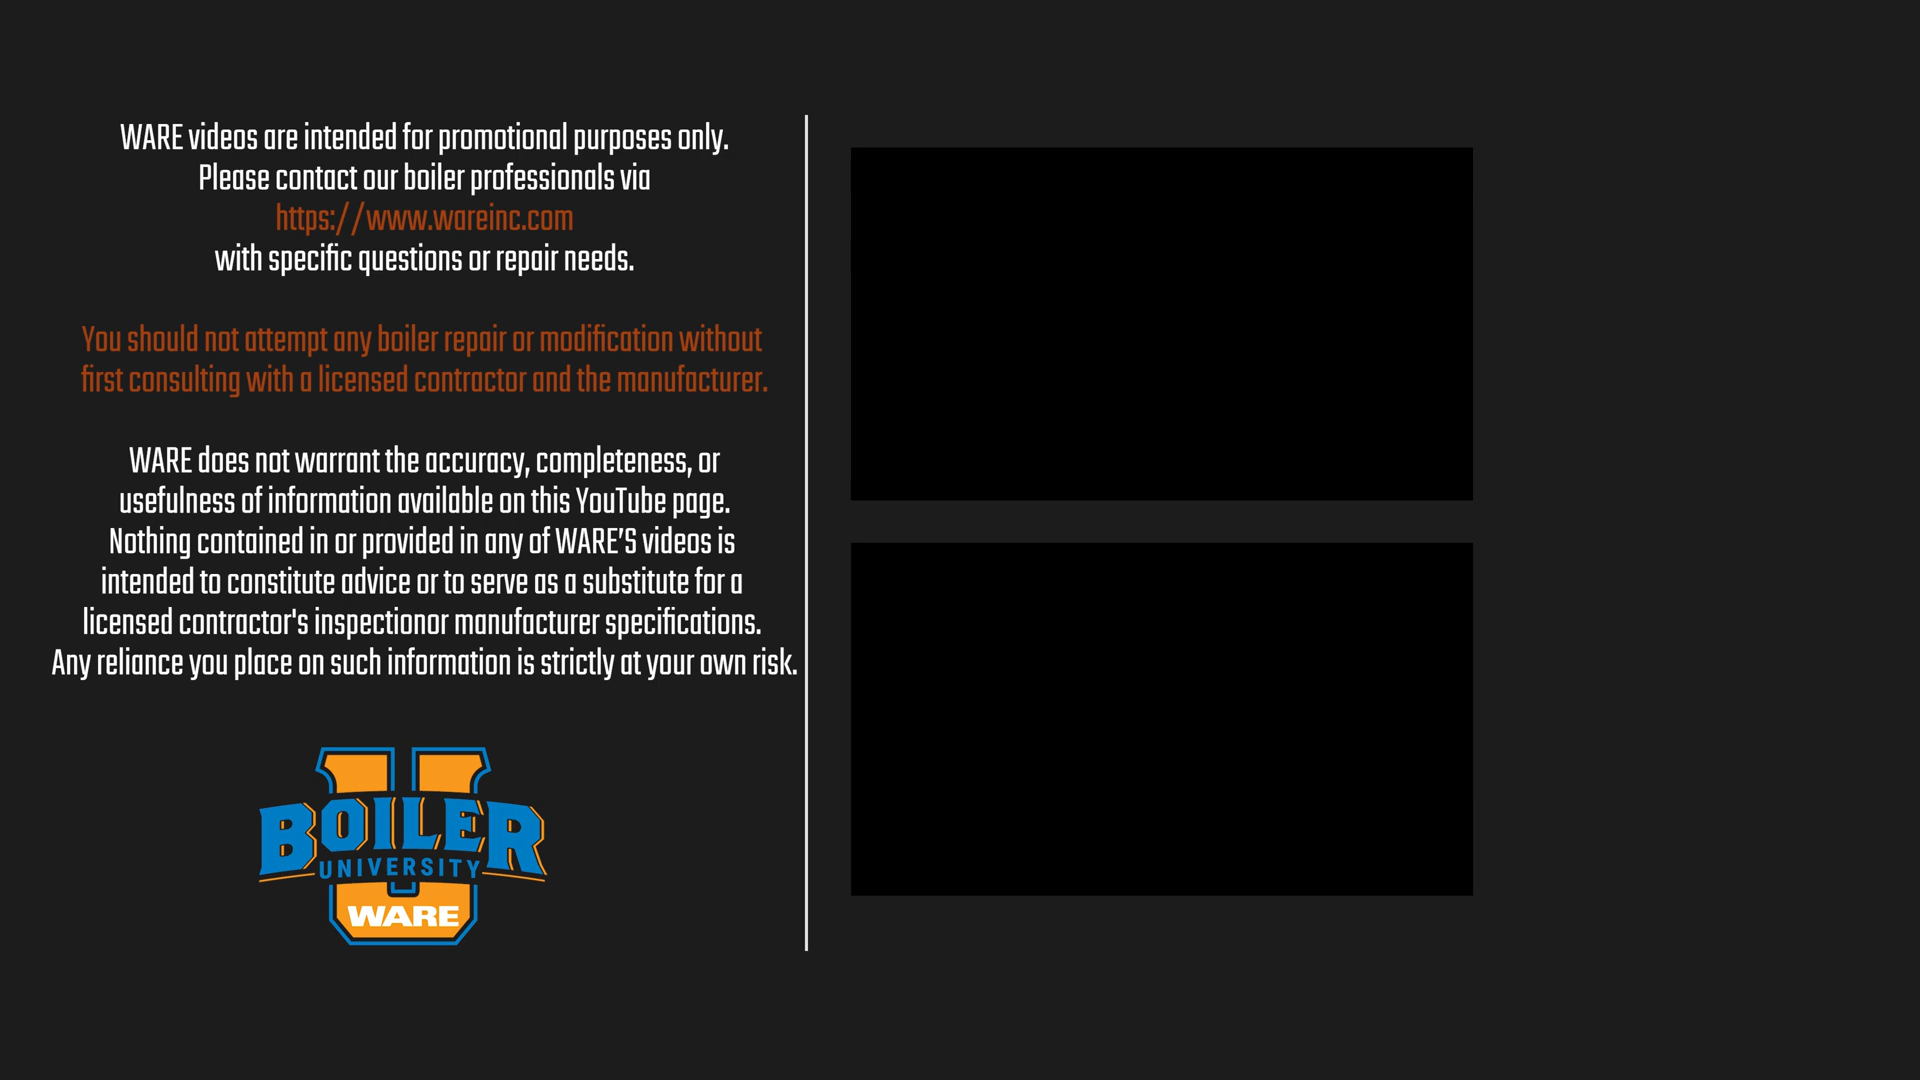 WARE videos are intended for promotional purposes only.
Please contact our boiler professionals via
https://www.wareinc.com
with specific questions or repair needs.
You should not attempt any boiler repair or modification without
first consulting with a licensed contractor and the manufacturer.
WARE does not warrant the accuracy, completeness, or
usefulness of information available on this YouTube page.
Nothing contained in or provided in any of WARE'S videos is
intended to constitute advice or to serve as a substitute for a
licensed contractor's inspectionor manufacturer specifications.
Any reliance you place on such information is strictly at your own risk.
U
BOILER
UNIVERSITY
WARE